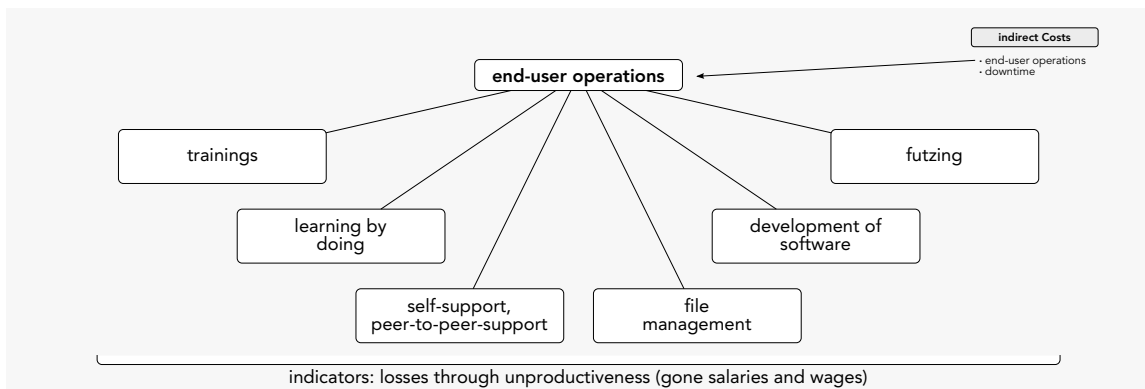 indirect Costs
· end-user operations
· downtime
end-user operations
trainings
futzing
learning by
doing
development of
software
self-support,
peer-to-peer-support
file
management
indicators: losses through unproductiveness (gone salaries and wages)